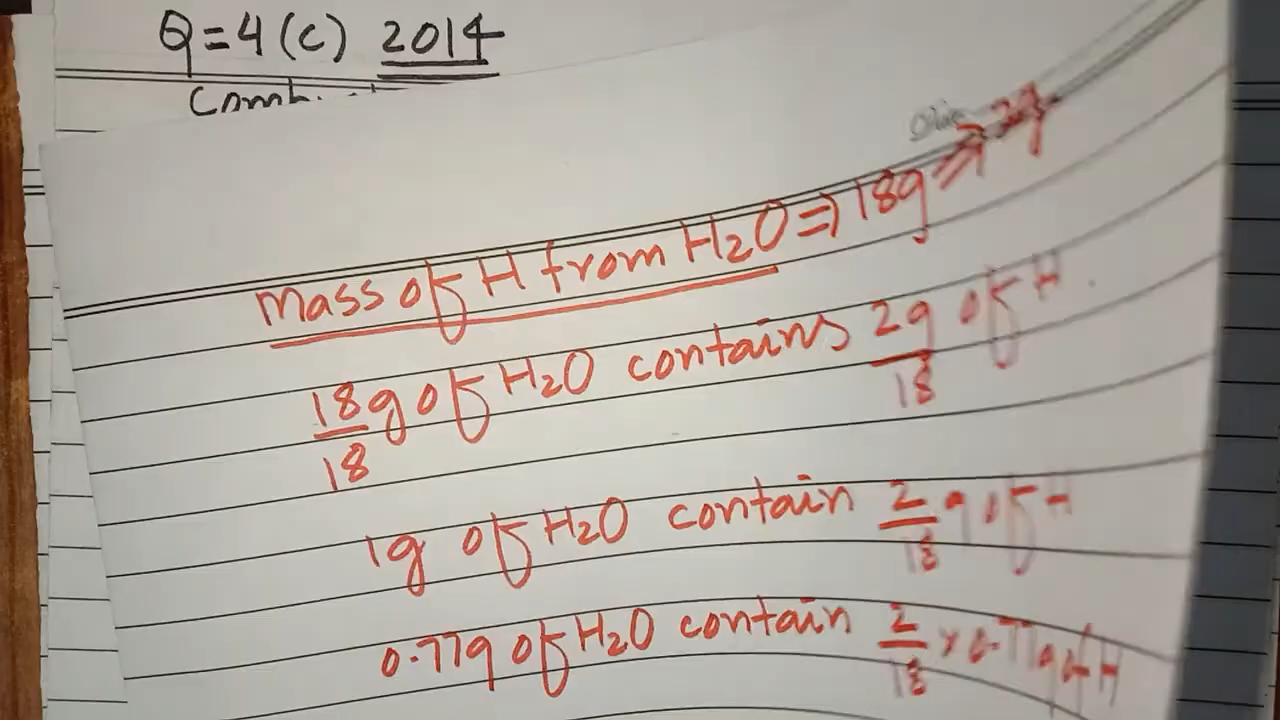 Q=4(c) 2014
Mass of H from H₂O ⇒ 18g ⇒ 2g
18g of H₂O contains 2g of H
18 18
1g of H₂O contain 2/18 g of H
0.77g of H₂O contain 2/18 × 0.77g of H